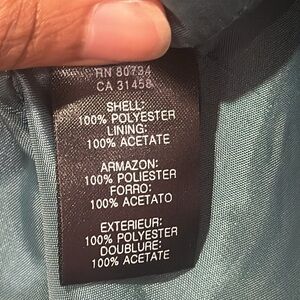 RN 80734
CA 31458
SHELL:
100% POLYESTER
LINING:
100% ACETATE
ARMAZON:
100% POLIESTER
FORRO:
100% ACETATO
EXTERIEUR:
100% POLYESTER
DOUBLURE:
100% ACETATE